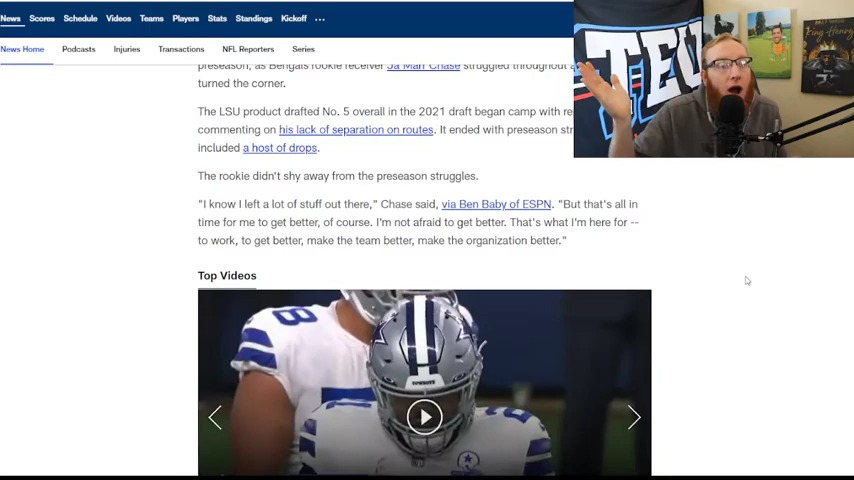 News Scores Schedule Videos Teams Players Stats Standings Kickoff ...
News Home Podcasts Injuries Transactions NFL Reporters Series
preseason, as Bengals rookie receiver Ja'Marr Chase struggled throughout
turned the corner.
The LSU product drafted No. 5 overall in the 2021 draft began camp with
commenting on his lack of separation on routes. It ended with preseason
included a host of drops.
The rookie didn't shy away from the preseason struggles.
"I know I left a lot of stuff out there," Chase said, via Ben Baby of ESPN. "But that's all in
time for me to get better, of course. I'm not afraid to get better. That's what I'm here for --
to work, to get better, make the team better, make the organization better."
Top Videos
COWBOYS
King Henry